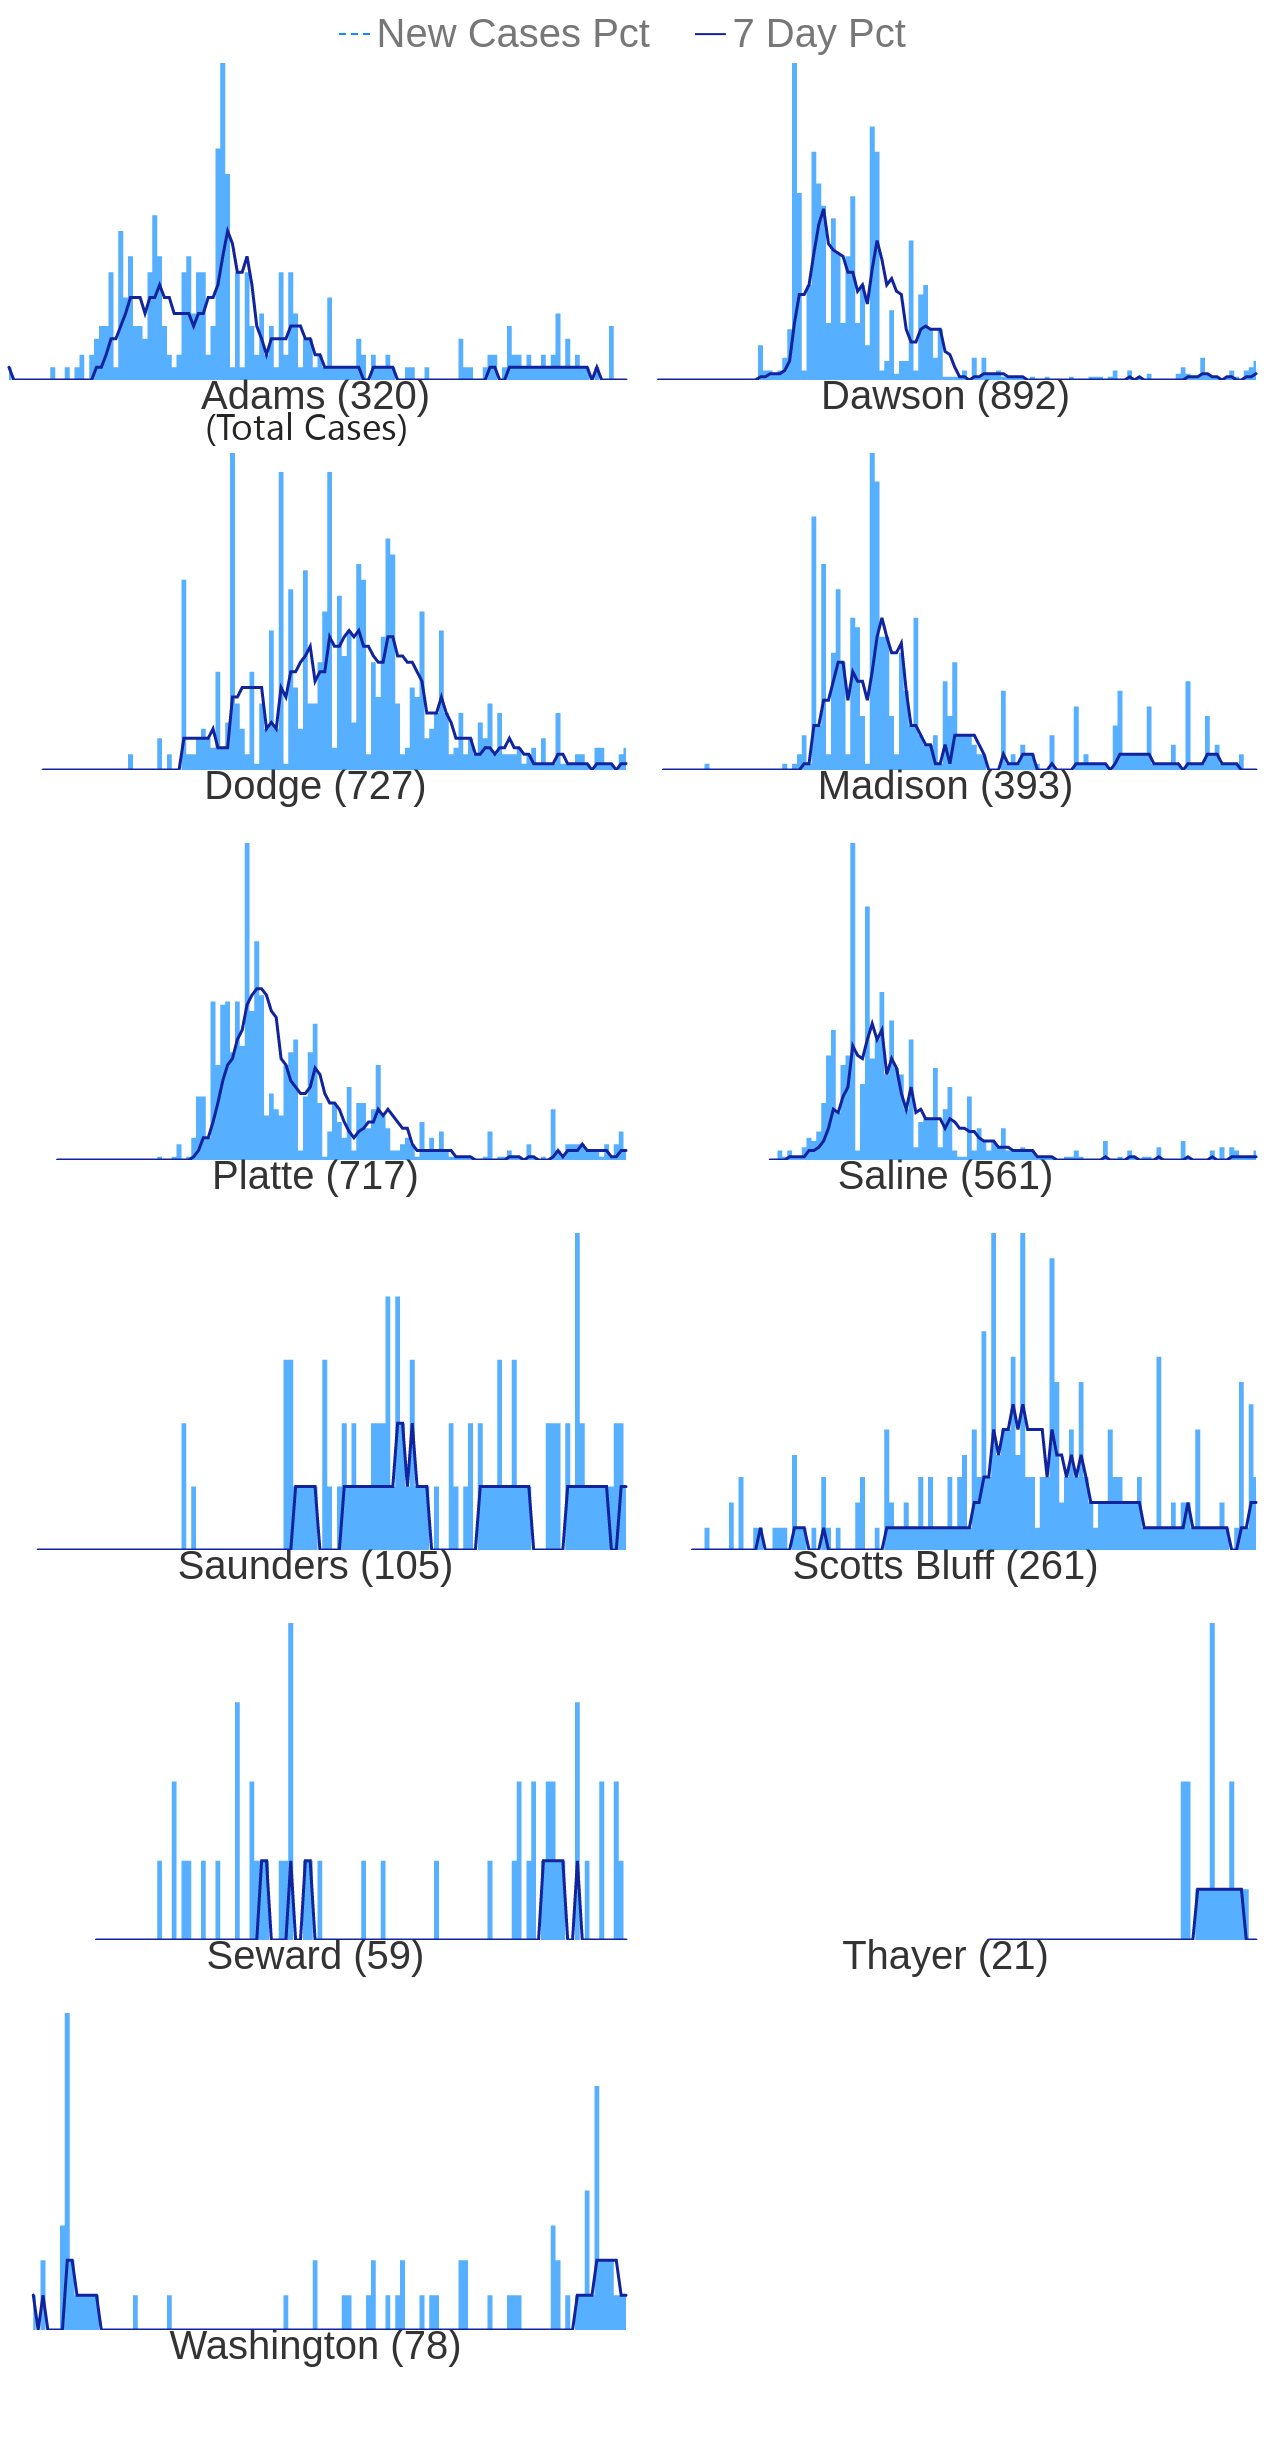 New Cases Pct 7 Day Pct
Adams (320) Dawson (892)
(Total Cases)
Dodge (727) Madison (393)
Platte (717) Saline (561)
Saunders (105) Scotts Bluff (261)
Seward (59) Thayer (21)
Washington (78)